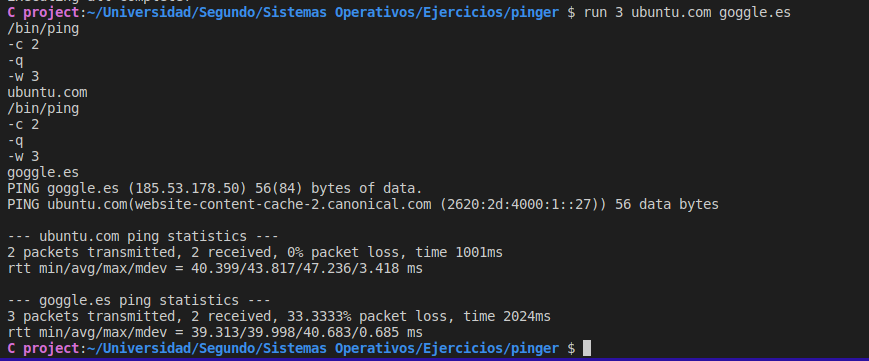 C project:~/Universidad/Segundo/Sistemas Operativos/Ejercicios/pinger $ run 3 ubuntu.com goggle.es
/bin/ping
-c 2
-q
-w 3
ubuntu.com
/bin/ping
-c 2
-q
-w 3
goggle.es
PING goggle.es (185.53.178.50) 56(84) bytes of data.
PING ubuntu.com(website-content-cache-2.canonical.com (2620:2d:4000:1::27)) 56 data bytes

--- ubuntu.com ping statistics ---
2 packets transmitted, 2 received, 0% packet loss, time 1001ms
rtt min/avg/max/mdev = 40.399/43.817/47.236/3.418 ms

--- goggle.es ping statistics ---
3 packets transmitted, 2 received, 33.3333% packet loss, time 2024ms
rtt min/avg/max/mdev = 39.313/39.998/40.683/0.685 ms
C project:~/Universidad/Segundo/Sistemas Operativos/Ejercicios/pinger $